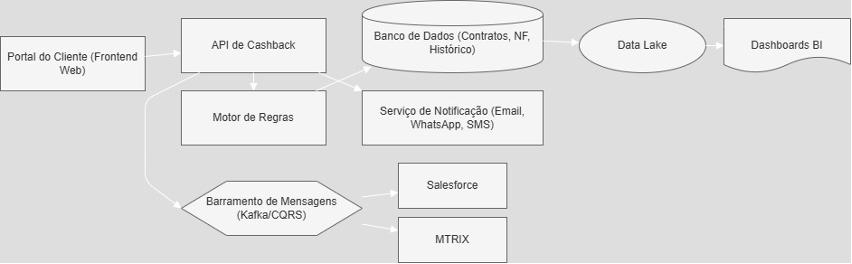 Portal do Cliente (Frontend
Web)
API de Cashback
Banco de Dados (Contratos, NF,
Histórico)
Data Lake
Dashboards BI
Motor de Regras
Serviço de Notificação (Email,
WhatsApp, SMS)
Barramento de Mensagens
(Kafka/CQRS)
Salesforce
MTRIX